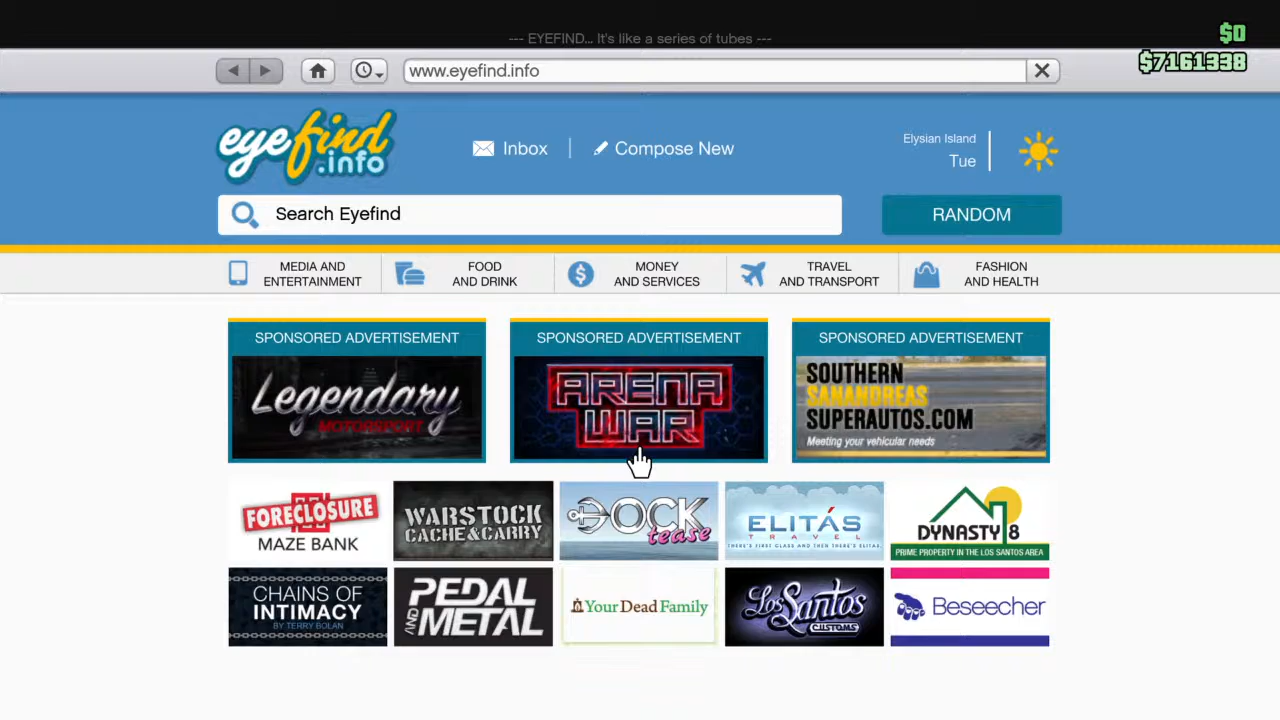 --- EYEFIND... It's like a series of tubes ---
$0
$7161338
www.eyefind.info
eyefind
.info
Inbox
Compose New
Elysian Island
Tue
Search Eyefind
RANDOM
MEDIA AND
ENTERTAINMENT
FOOD
AND DRINK
MONEY
AND SERVICES
TRAVEL
AND TRANSPORT
FASHION
AND HEALTH
SPONSORED ADVERTISEMENT
Legendary
MOTORSPORT
SPONSORED ADVERTISEMENT
ARENA
WAR
SPONSORED ADVERTISEMENT
SOUTHERN
SANANDREAS
SUPERAUTOS.COM
Meeting your vehicular needs
FORECLOSURE
MAZE BANK
WARSTOCK
CACHE&CARRY
DOCK
tease
ELITÁS
TRAVEL
THERE'S FIRST CLASS AND THEN THERE'S ELITAS
DYNASTY 8
PRIME PROPERTY IN THE LOS SANTOS AREA
CHAINS OF
INTIMACY
BY TERRY BOLAN
PEDAL
AND
METAL
YourDeadFamily
Los Santos
CUSTOMS
Beseecher